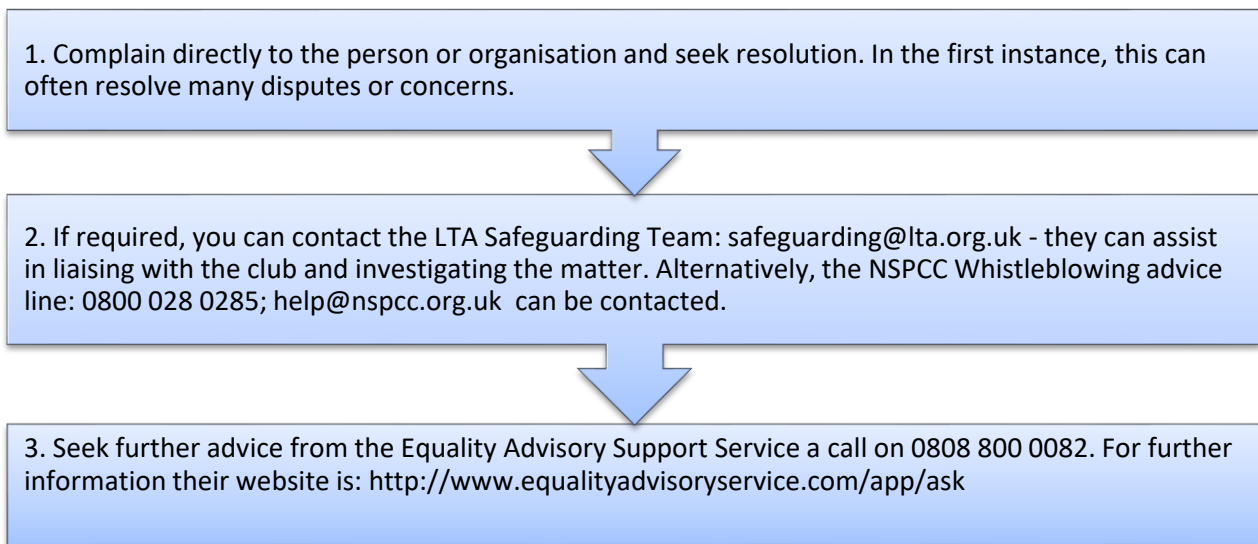 1. Complain directly to the person or organisation and seek resolution. In the first instance, this can
often resolve many disputes or concerns.
2. If required, you can contact the LTA Safeguarding Team: safeguarding@lta.org.uk - they can assist
in liaising with the club and investigating the matter. Alternatively, the NSPCC Whistleblowing advice
line: 0800 028 0285; help@nspcc.org.uk  can be contacted.
3. Seek further advice from the Equality Advisory Support Service a call on 0808 800 0082. For further
information their website is: http://www.equalityadvisoryservice.com/app/ask